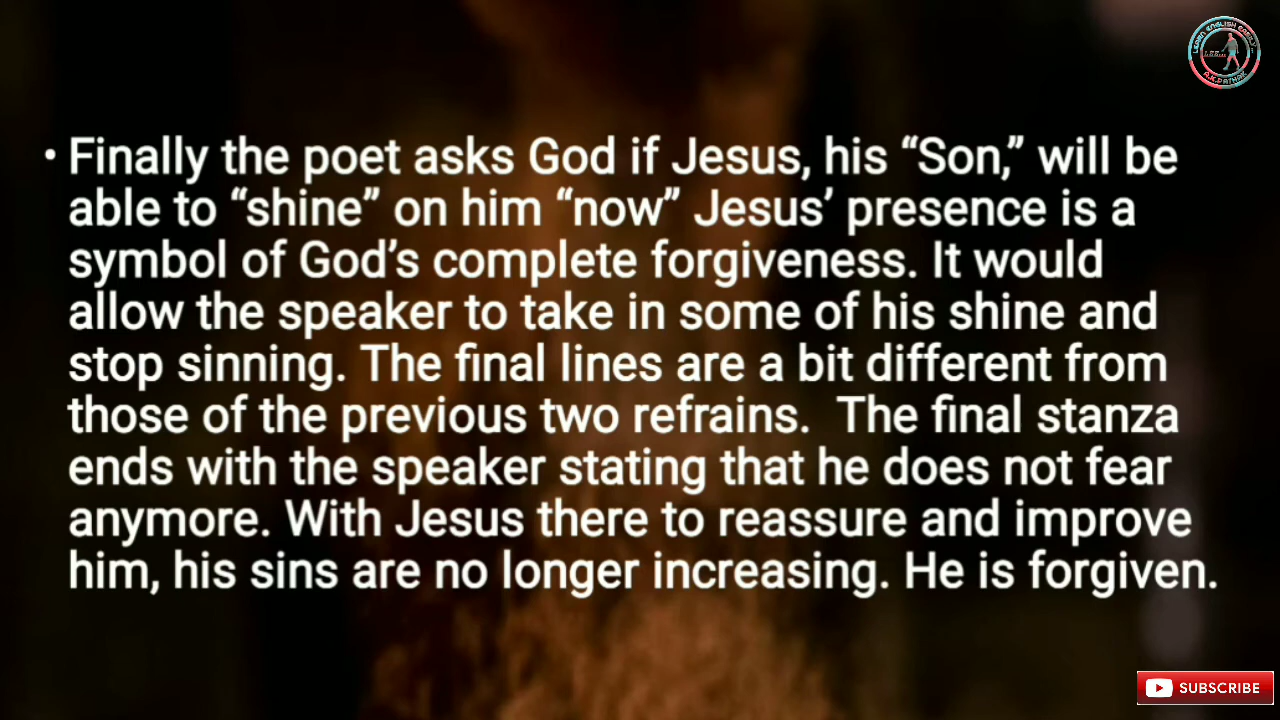 LEARN ENGLISH EASILY...
L.E.E....
A.K.PATHAK
• Finally the poet asks God if Jesus, his “Son,” will be
able to “shine” on him “now” Jesus’ presence is a
symbol of God’s complete forgiveness. It would
allow the speaker to take in some of his shine and
stop sinning. The final lines are a bit different from
those of the previous two refrains.  The final stanza
ends with the speaker stating that he does not fear
anymore. With Jesus there to reassure and improve
him, his sins are no longer increasing. He is forgiven.
SUBSCRIBE